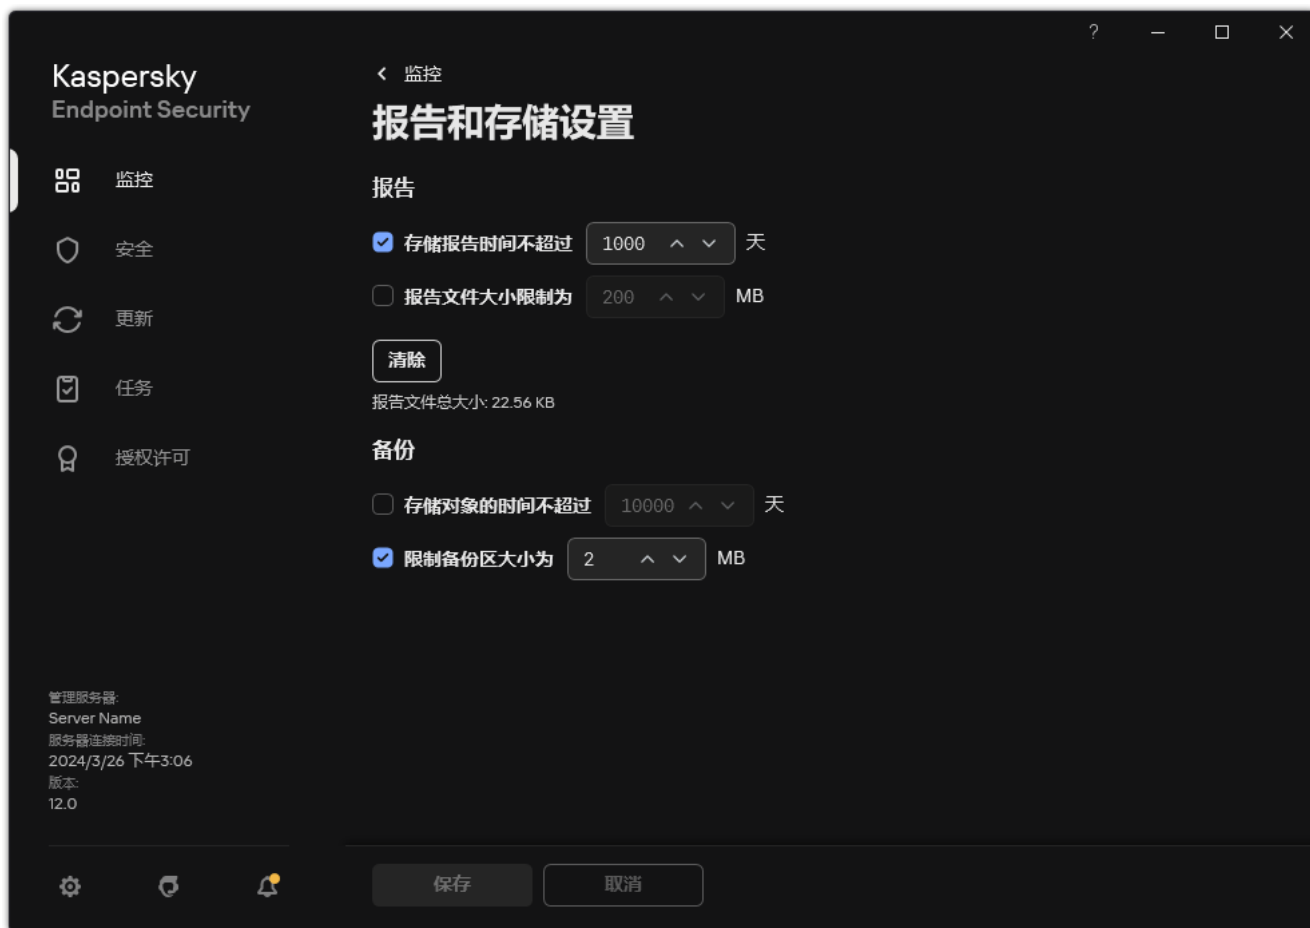 ?
Kaspersky
Endpoint Security
监控
安全
更新
任务
授权许可
管理服务器:
Server Name
服务器连接时间:
2024/3/26 下午3:06
版本:
12.0
监控
报告和存储设置
报告
存储报告时间不超过 1000 天
报告文件大小限制为 200 MB
清除
报告文件总大小: 22.56 KB
备份
存储对象的时间不超过 10000 天
限制备份区大小为 2 MB
保存 取消